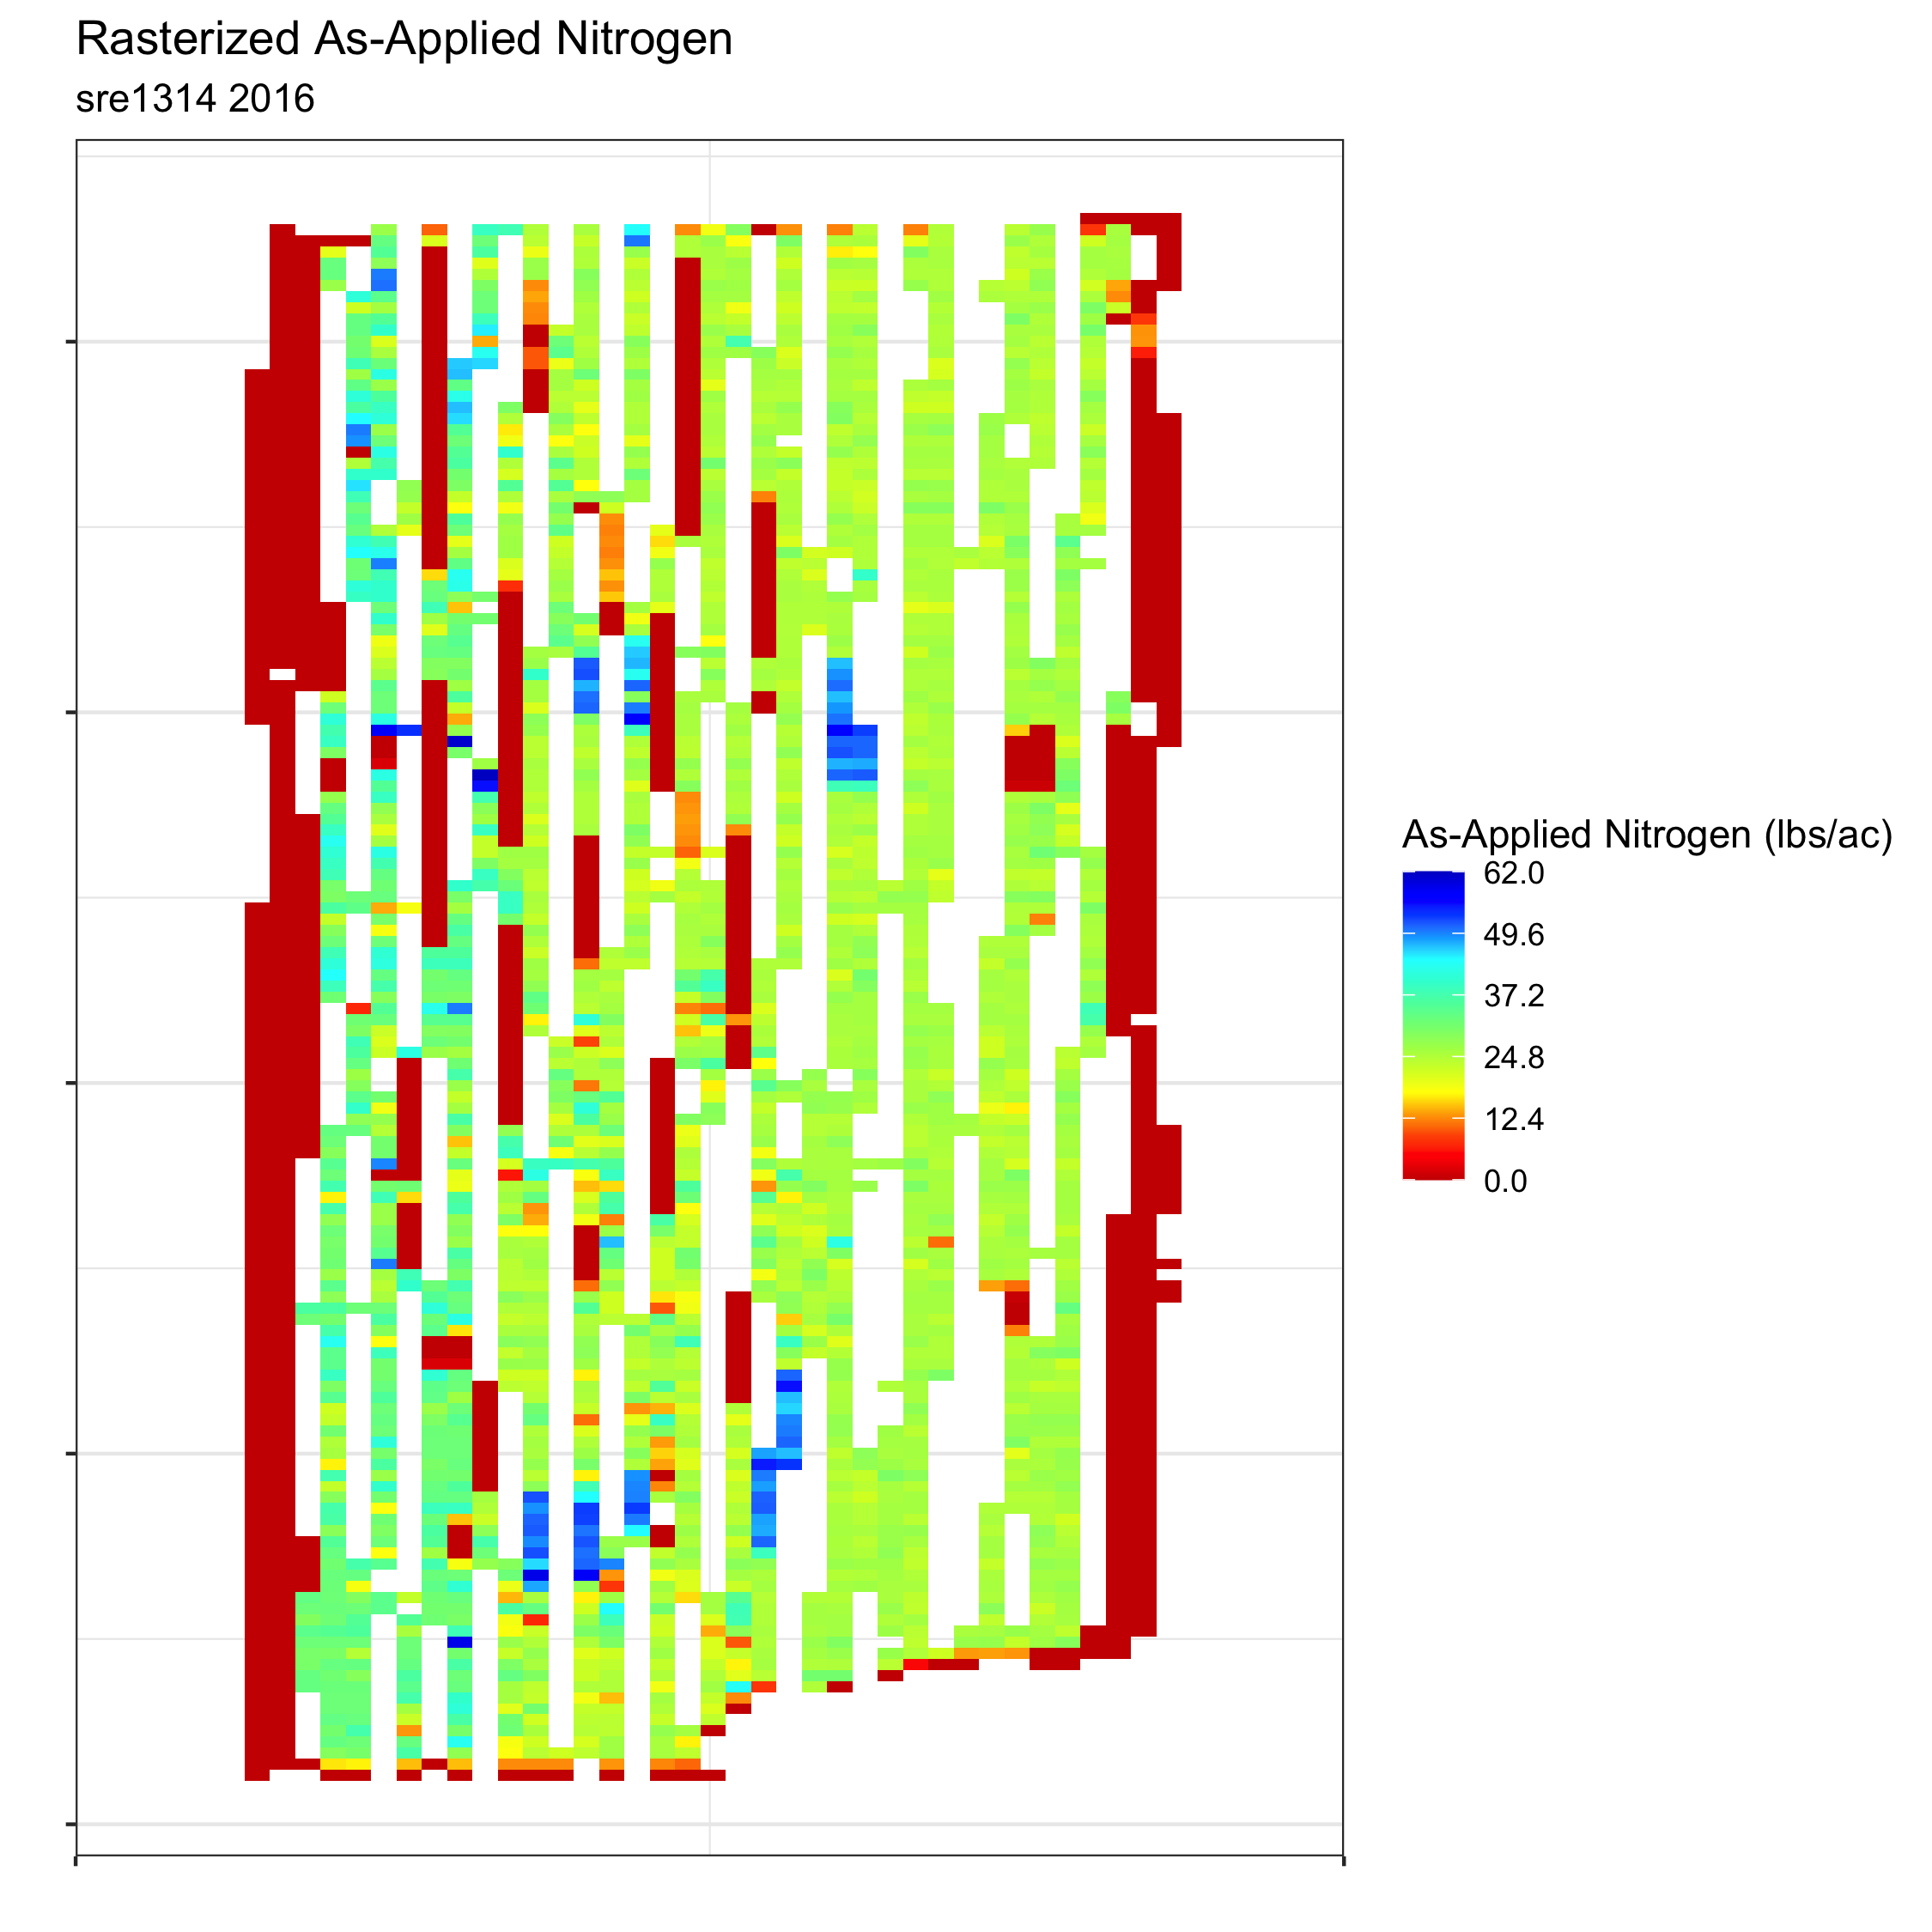 Rasterized As-Applied Nitrogen
sre1314 2016
As-Applied Nitrogen (lbs/ac)
62.0
49.6
37.2
24.8
12.4
0.0